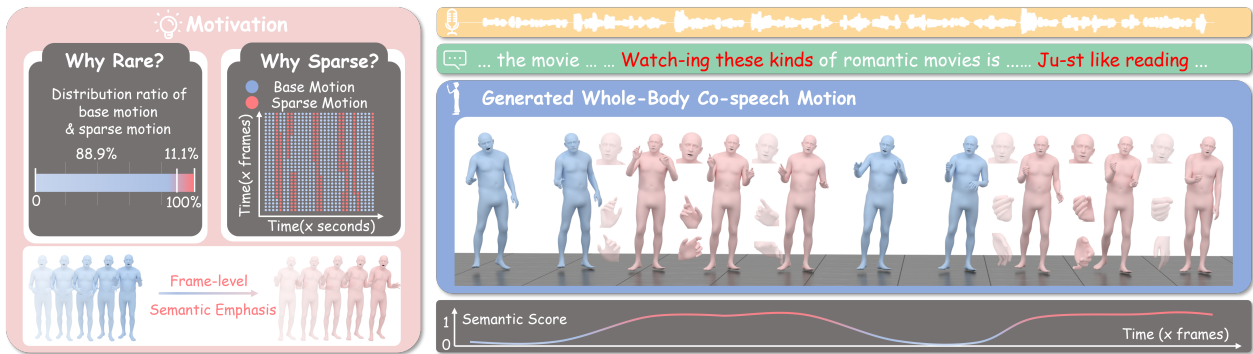 Motivation
Why Rare?
Distribution ratio of
base motion
& sparse motion
88.9%
11.1%
0
100%
Why Sparse?
Base Motion
Sparse Motion
Time(x frames)
Time(x seconds)
Frame-level
Semantic Emphasis
... the movie ... ... Watch-ing these kinds of romantic movies is ...... Ju-st like reading ...
Generated Whole-Body Co-speech Motion
1
Semantic Score
0
Time (x frames)